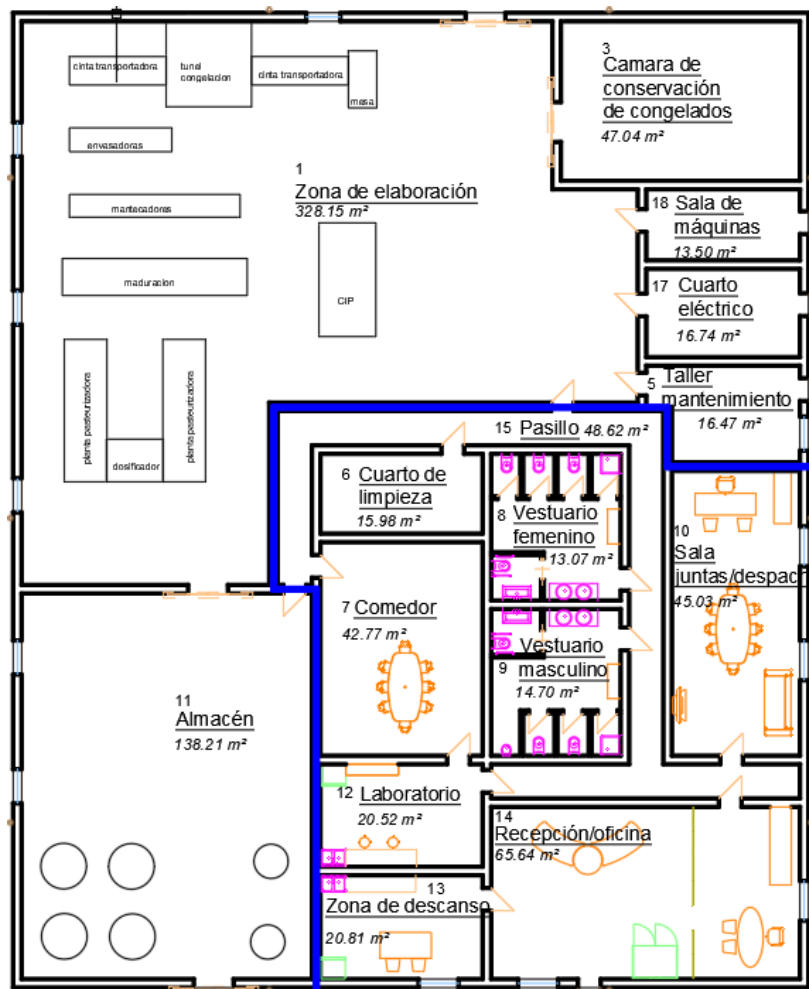 cinta transportadora
tunel
congelacion
cinta transportadora
mesa
envasadoras
mantecadores
maduracion
CIP
planta pasteurizadora
dosificador
planta pasteurizadora
1
Zona de elaboración
328.15 m²
3
Camara de
conservación
de congelados
47.04 m²
18 Sala de
máquinas
13.50 m²
17 Cuarto
eléctrico
16.74 m²
5 Taller
mantenimiento
16.47 m²
15 Pasillo 48.62 m²
6 Cuarto de
limpieza
15.98 m²
8 Vestuario
femenino
13.07 m²
10
Sala
juntas/despac
45.03 m²
7 Comedor
42.77 m²
9 Vestuario
masculino
14.70 m²
11
Almacén
138.21 m²
12 Laboratorio
20.52 m²
14
Recepción/oficina
65.64 m²
13
Zona de descanso
20.81 m²